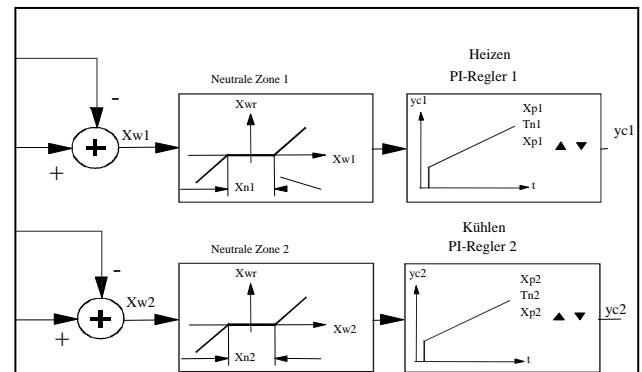 Heizen
Neutrale Zone 1
PI-Regler 1
-
Xwr
yc1
Xp1
Tn1
Xp1
yc1
Xw1
+
+
Xw1
Xn1
t
Kühlen
Neutrale Zone 2
PI-Regler 2
-
Xwr
yc2
Xp2
Tn2
Xp2
yc2
Xw2
+
+
Xw2
Xn2
t